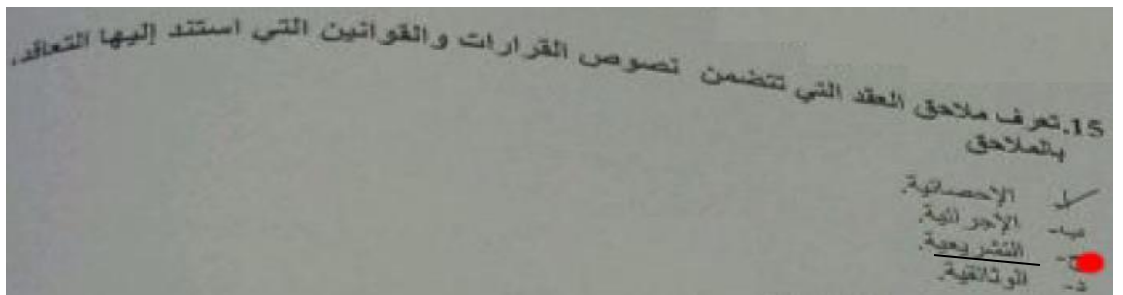 15.تعرف ملاحق العقد التي تتضمن نصوص القرارات والقوانين التي استند إليها التعاقد،
بالملاحق
الإحصائية.
ب- الإجرائية.
ج- التشريعية.
د- الوثائقية.